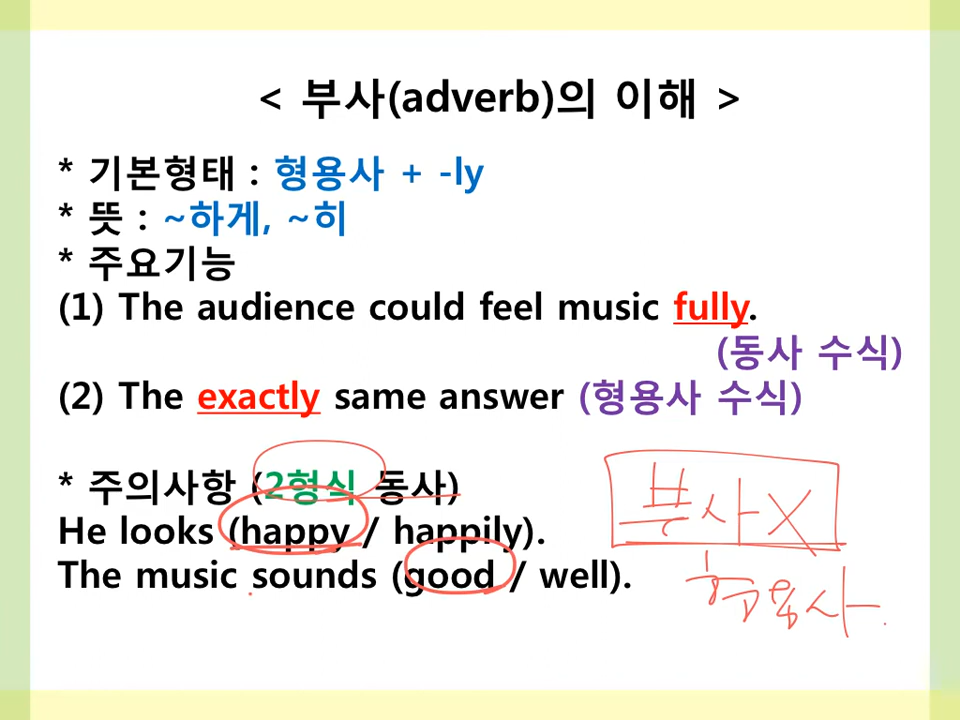 < 부사(adverb)의 이해 >
* 기본형태 : 형용사 + -ly
* 뜻 : ~하게, ~히
* 주요기능
(1) The audience could feel music fully.
(동사 수식)
(2) The exactly same answer (형용사 수식)
* 주의사항 (2형식 동사)
He looks (happy / happily).
부사X
The music sounds (good / well).
형용사